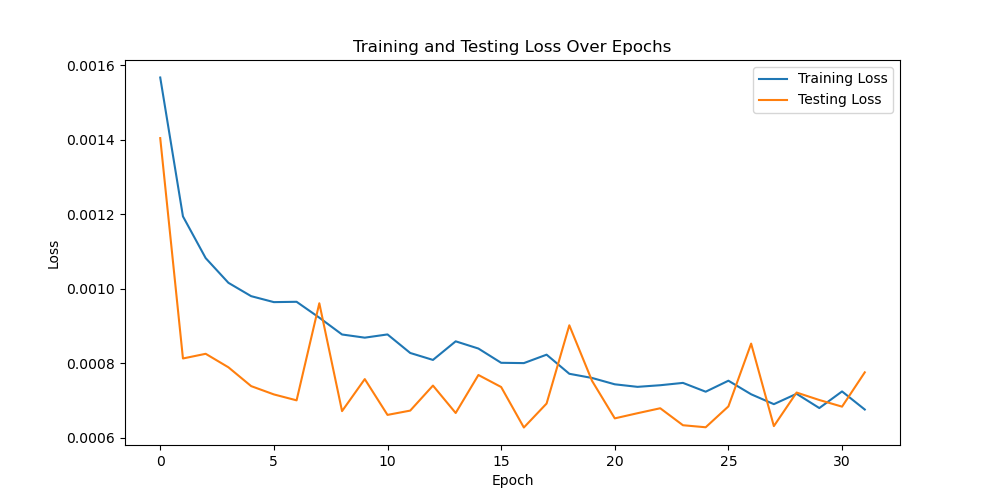 Training and Testing Loss Over Epochs
Training Loss
Testing Loss
0.0016
0.0014
0.0012
0.0010
0.0008
0.0006
Loss
0
5
10
15
20
25
30
Epoch